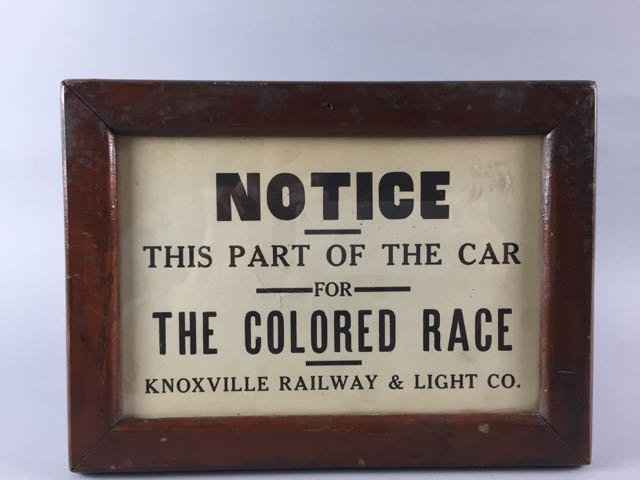 NOTICE
THIS PART OF THE CAR
FOR
THE COLORED RACE
KNOXVILLE RAILWAY & LIGHT CO.